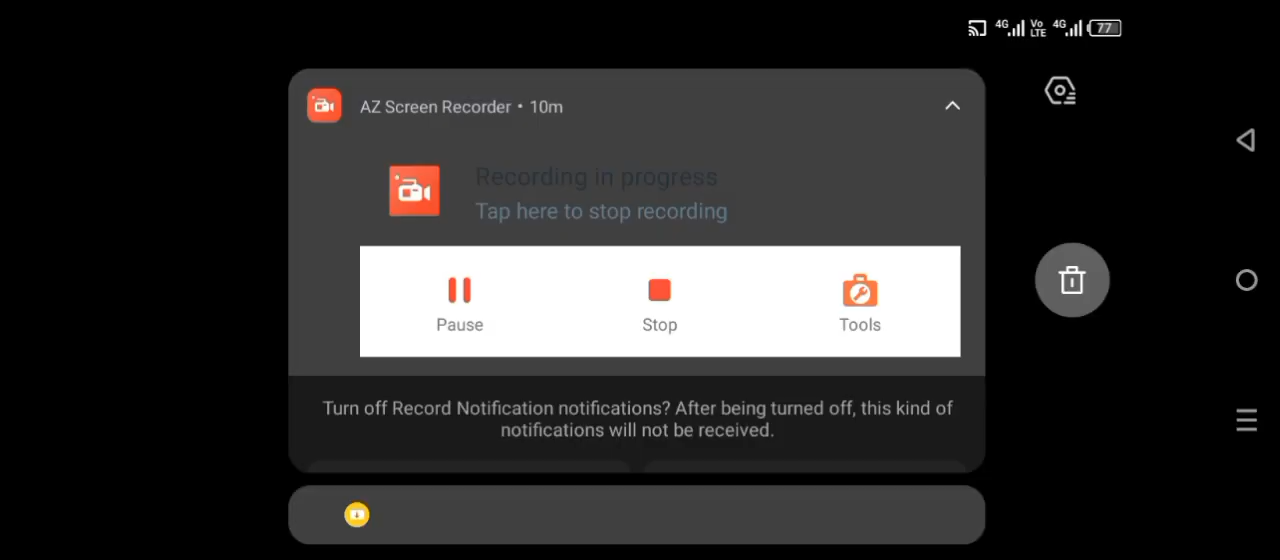 4G Vo LTE 4G 77
AZ Screen Recorder • 10m
Recording in progress
Tap here to stop recording
Pause Stop Tools
Turn off Record Notification notifications? After being turned off, this kind of
notifications will not be received.